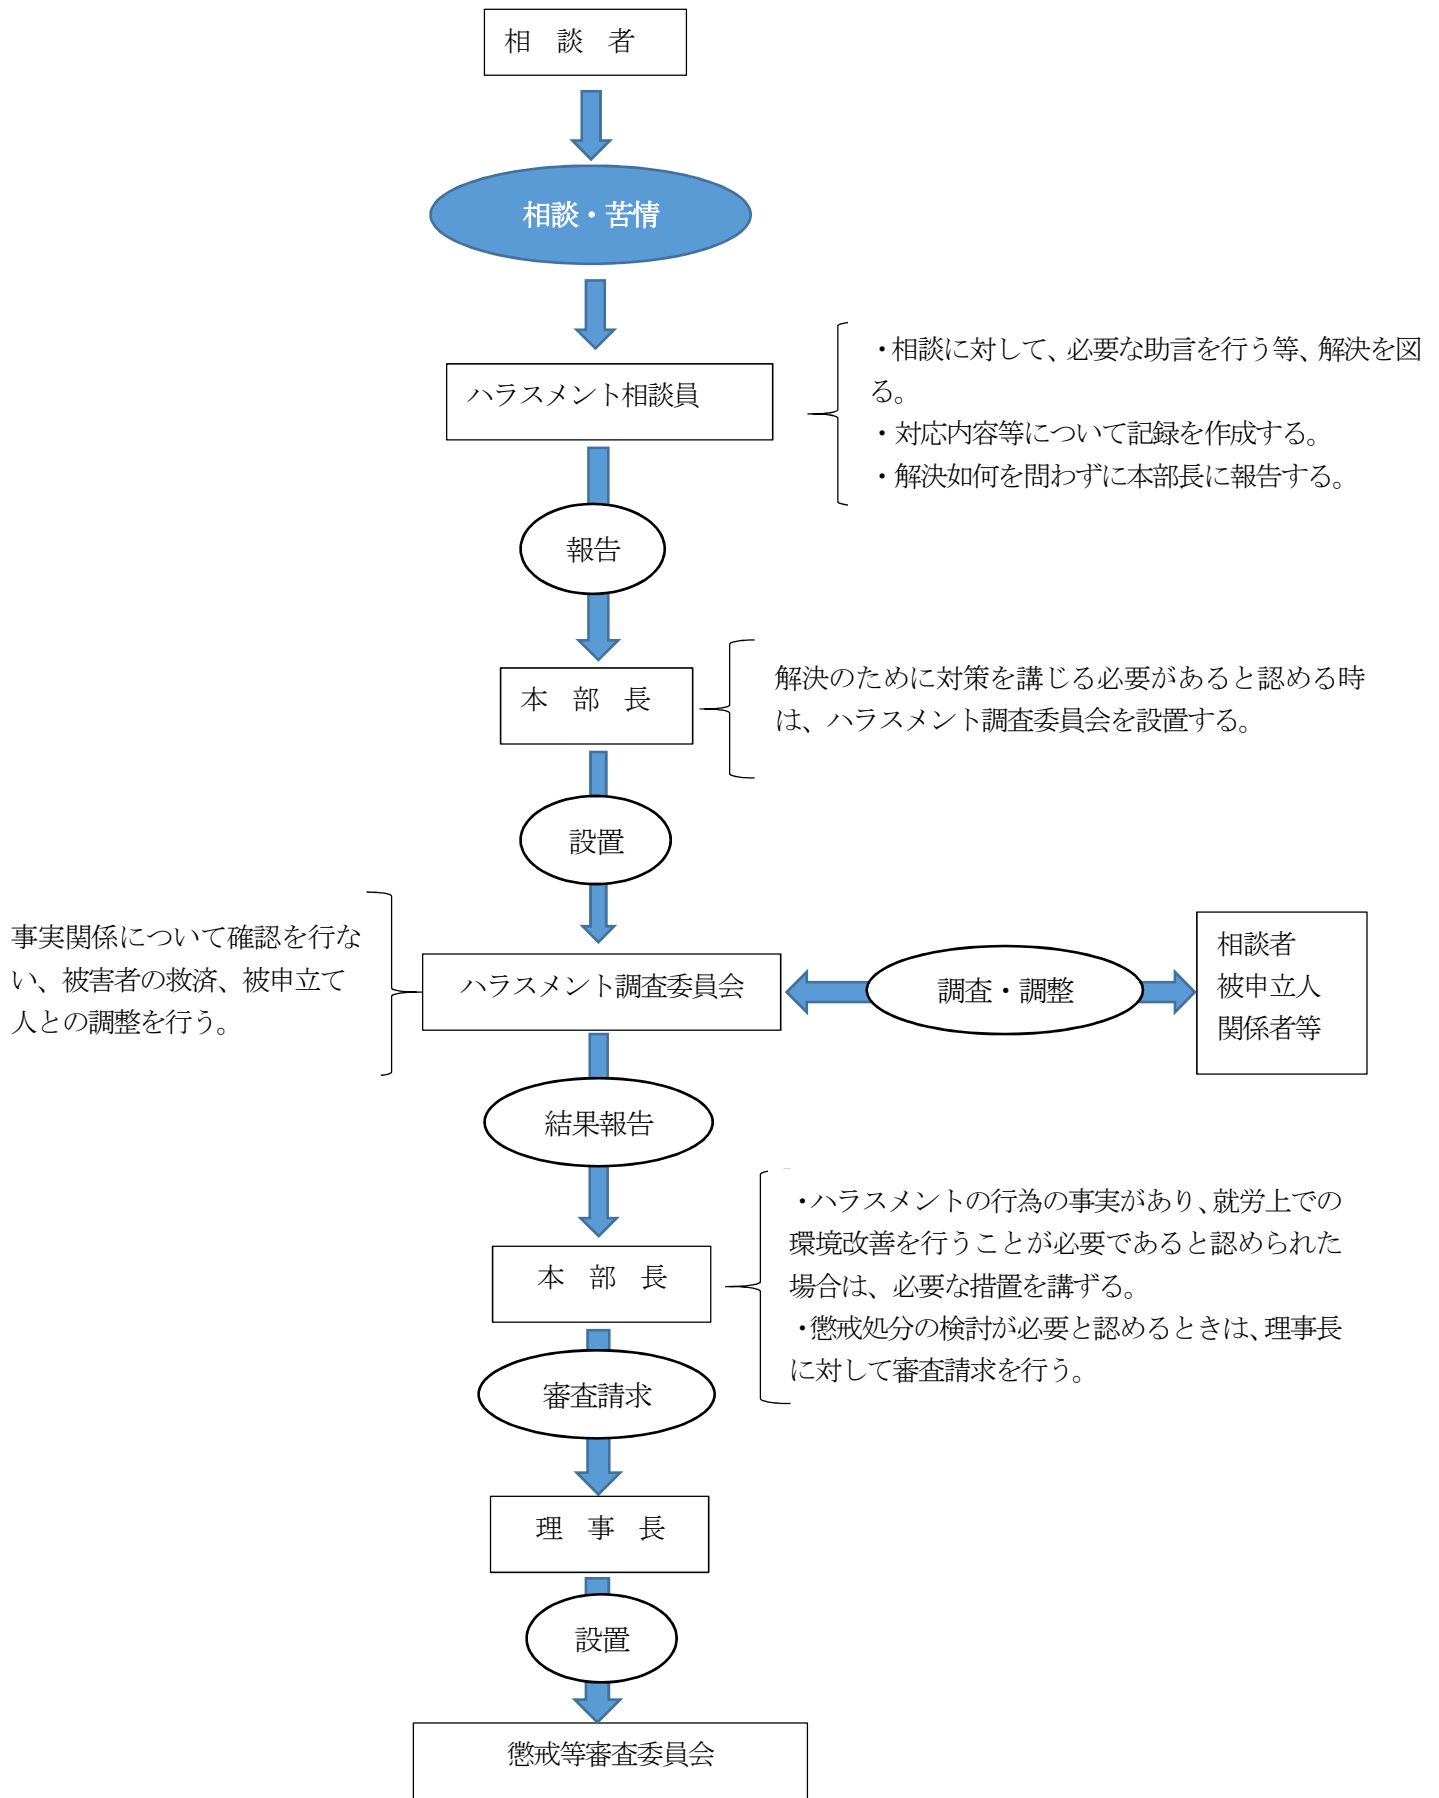 相　談　者
相談・苦情
ハラスメント相談員
・相談に対して、必要な助言を行う等、解決を図
る。
・対応内容等について記録を作成する。
・解決如何を問わずに本部長に報告する。
報告
本　部　長
解決のために対策を講じる必要があると認める時
は、ハラスメント調査委員会を設置する。
設置
事実関係について確認を行な
い、被害者の救済、被申立て
人との調整を行う。
ハラスメント調査委員会
調査・調整
相談者
被申立人
関係者等
結果報告
本　部　長
・ハラスメントの行為の事実があり、就労上での
環境改善を行うことが必要であると認められた
場合は、必要な措置を講ずる。
・懲戒処分の検討が必要と認めるときは、理事長
に対して審査請求を行う。
審査請求
理　事　長
設置
懲戒等審査委員会